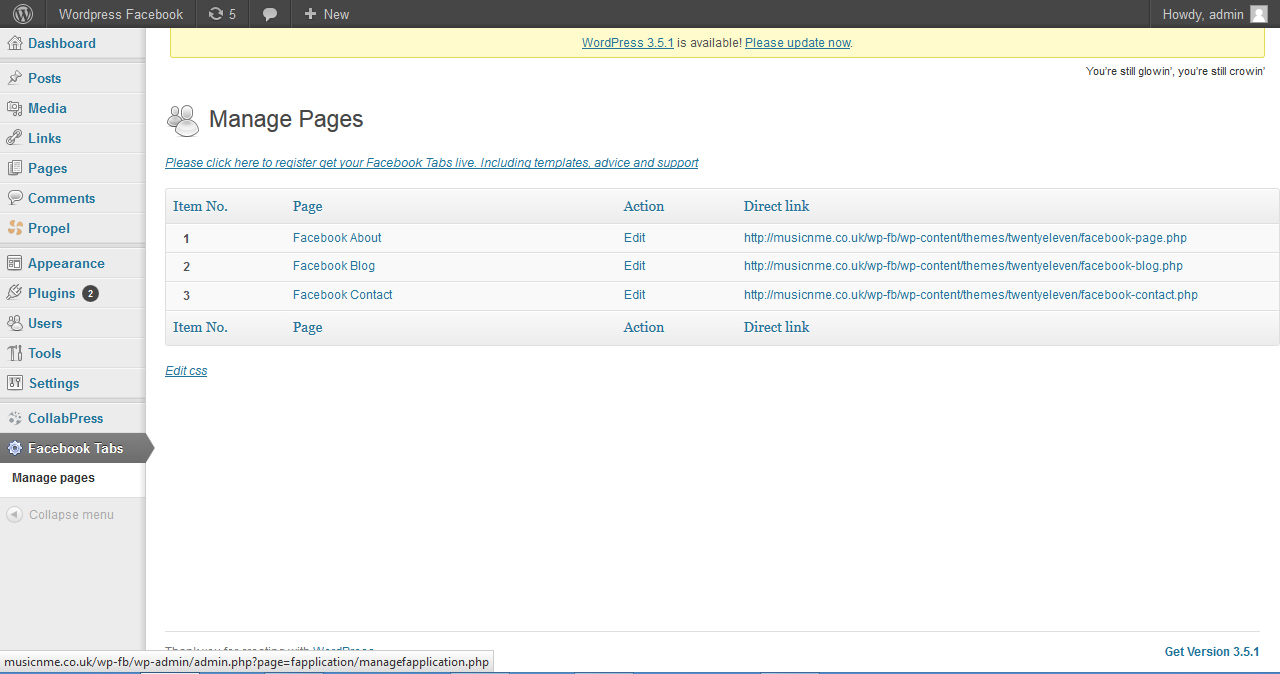 Wordpress Facebook 5 New Howdy, admin
Dashboard
Posts
Media
Links
Pages
Comments
Propel
Appearance
Plugins 2
Users
Tools
Settings
CollabPress
Facebook Tabs
Manage pages
Collapse menu
WordPress 3.5.1 is available! Please update now.
You're still glowin', you're still crowin'
Manage Pages
Please click here to register get your Facebook Tabs live. Including templates, advice and support
Item No. Page Action Direct link
1 Facebook About Edit http://musicnme.co.uk/wp-fb/wp-content/themes/twentyeleven/facebook-page.php
2 Facebook Blog Edit http://musicnme.co.uk/wp-fb/wp-content/themes/twentyeleven/facebook-blog.php
3 Facebook Contact Edit http://musicnme.co.uk/wp-fb/wp-content/themes/twentyeleven/facebook-contact.php
Item No. Page Action Direct link
Edit css
Thank you for creating with WordPress. Get Version 3.5.1
musicnme.co.uk/wp-fb/wp-admin/admin.php?page=fapplication/managefapplication.php